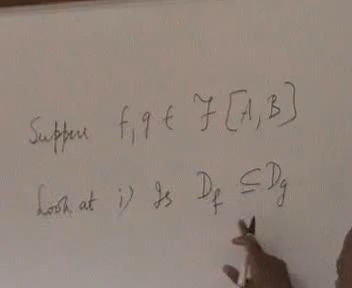 Suppose f, g ∈ 𝓕 [A, B]
Look at i) Is D_f ⊆ D_g